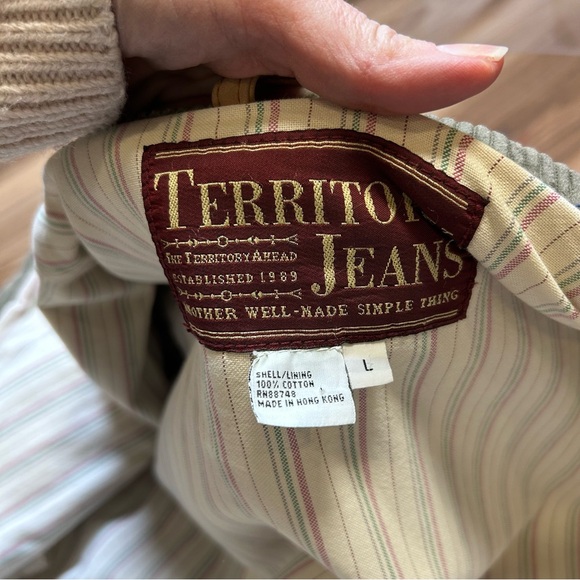 TERRITO
THE TERRITORY AHEAD
ESTABLISHED 1989
JEANS
NOTHER WELL-MADE SIMPLE THING
SHELL/LINING
100% COTTON
RN88748
MADE IN HONG KONG
L